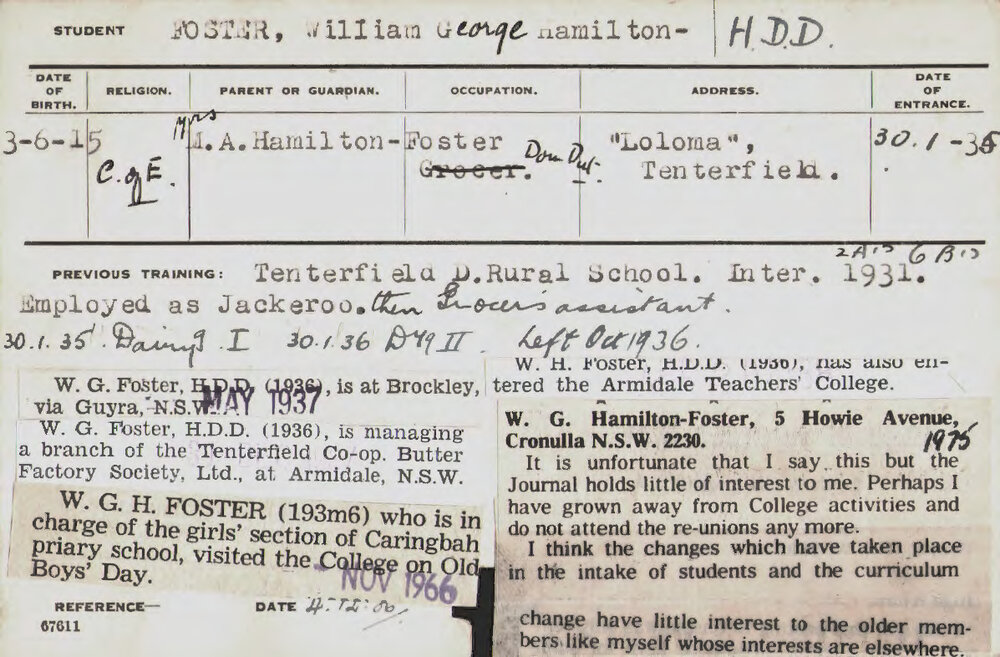 STUDENT FOSTER, William George Hamilton- H.D.D.
DATE OF BIRTH. RELIGION. PARENT OR GUARDIAN. OCCUPATION. ADDRESS. DATE OF ENTRANCE.
3-6-15 C. of E. Mrs I.A.Hamilton-Foster Grocer. Dom Dut. "Loloma", 30.1-35
Tenterfield.
2A's 6B's
PREVIOUS TRAINING: Tenterfield D.Rural School. Inter. 1931.
Employed as Jackeroo. then Grocer's assistant.
30.1.35. Dairying I 30.1.36 Dyg II. Left Oct 1936.
W. G. Foster, H.D.D. (1936), is at Brockley,
via Guyra, N.S.W. MAY 1937
W. G. Foster, H.D.D. (1936), is managing
a branch of the Tenterfield Co-op. Butter
Factory Society, Ltd., at Armidale, N.S.W.
W. G. H. FOSTER (193m6) who is in
charge of the girls' section of Caringbah
priary school, visited the College on Old
Boys' Day.
NOV 1966
REFERENCE— DATE
67611
W. H. Foster, H.D.D. (1936), has also en-
tered the Armidale Teachers' College.
W. G. Hamilton-Foster, 5 Howie Avenue,
Cronulla N.S.W. 2230. 1975
It is unfortunate that I say this but the
Journal holds little of interest to me. Perhaps I
have grown away from College activities and
do not attend the re-unions any more.
I think the changes which have taken place
in the intake of students and the curriculum
change have little interest to the older mem-
bers like myself whose interests are elsewhere.